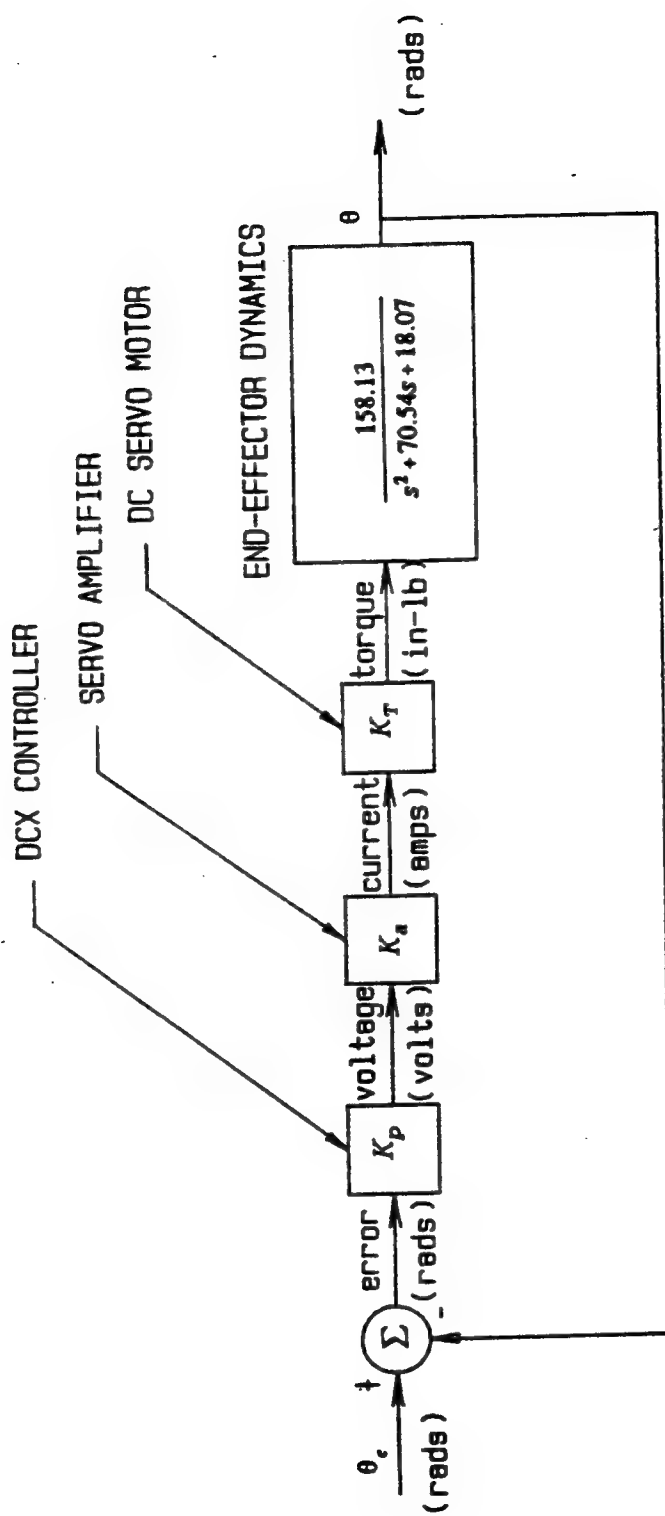 DCX CONTROLLER
SERVO AMPLIFIER
DC SERVO MOTOR
END-EFFECTOR DYNAMICS
θc
(rads)
+
-
Σ
error
(rads)
Kp
voltage
(volts)
Ka
current
(amps)
KT
torque
(in-lb)
158.13
s²+70.54s+18.07
θ
(rads)